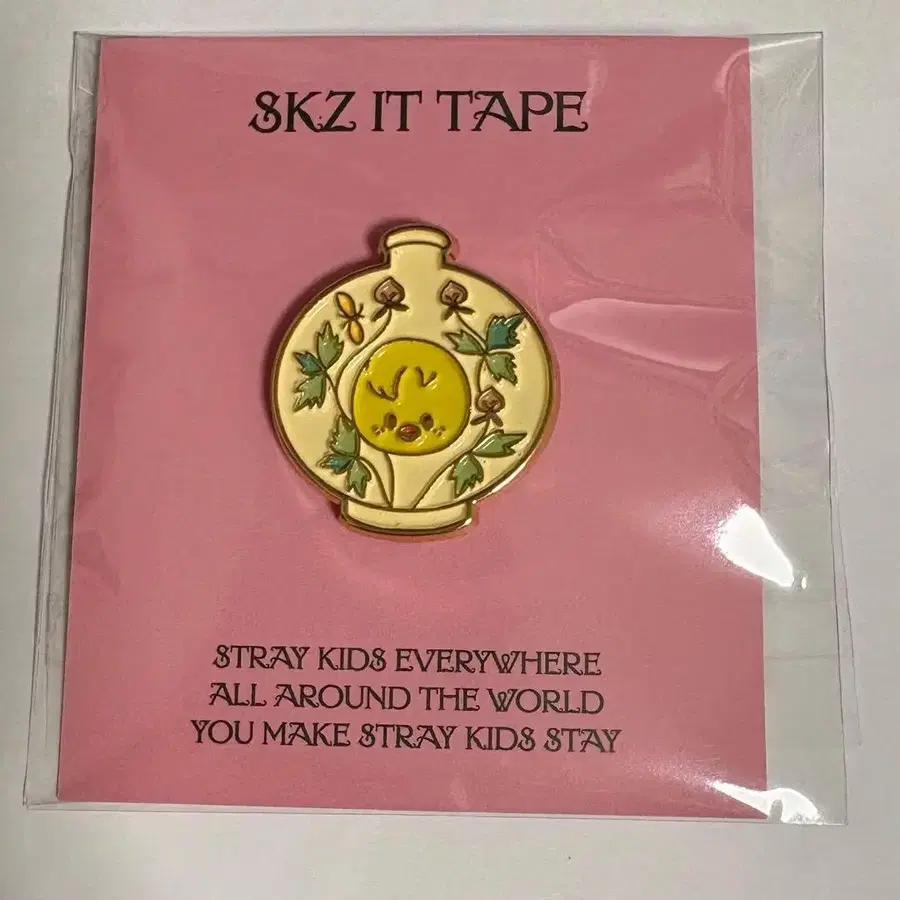 SKZ IT TAPE
STRAY KIDS EVERYWHERE
ALL AROUND THE WORLD
YOU MAKE STRAY KIDS STAY